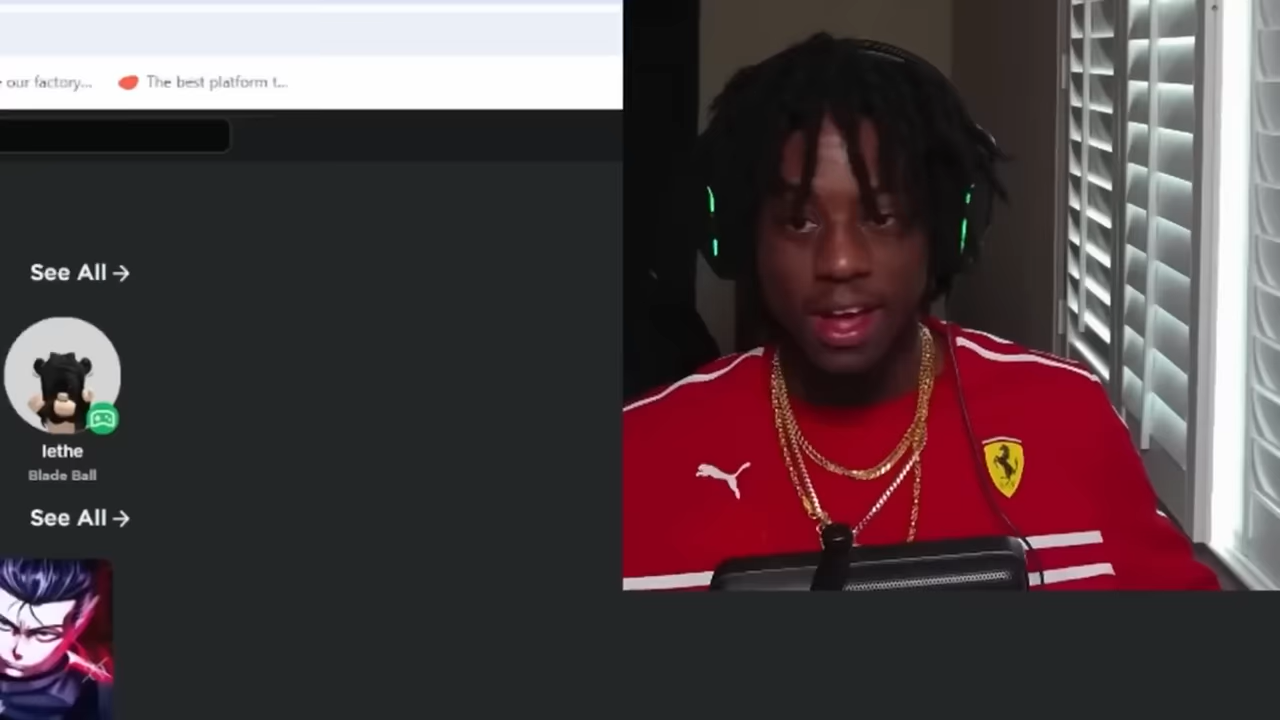 our factory...
The best platform t...
See All →
lethe
Blade Ball
See All →